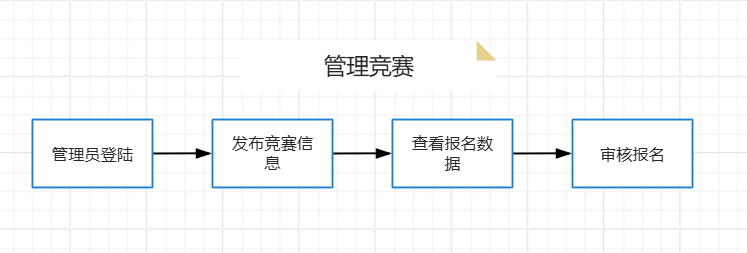 管理竞赛
管理员登陆
发布竞赛信
息
查看报名数
据
审核报名